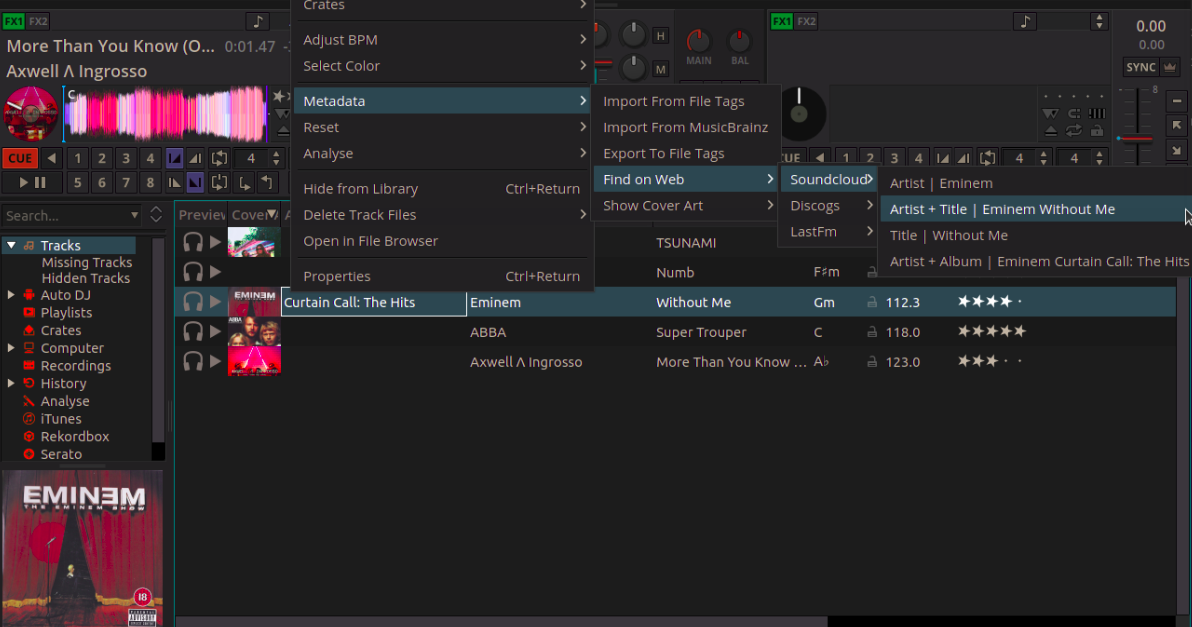 Crates
FX1 FX2
More Than You Know (O... 0:01.47
Axwell Λ Ingrosso
C
CUE 1 2 3 4 4
5 6 7 8
Adjust BPM
Select Color
Metadata
Reset
Analyse
Hide from Library Ctrl+Return
Delete Track Files
Open in File Browser
Properties Ctrl+Return
H
M
MAIN BAL
Import From File Tags
Import From MusicBrainz
Export To File Tags
Find on Web
Show Cover Art
Soundcloud
Discogs
LastFm
Artist | Eminem
Artist + Title | Eminem Without Me
Title | Without Me
Artist + Album | Eminem Curtain Call: The Hits
FX1 FX2
0.00
0.00
SYNC
8
CUE 1 2 3 4 4 4
Search...
Preview Cover
Tracks
Missing Tracks
Hidden Tracks
Auto DJ
Playlists
Crates
Computer
Recordings
History
Analyse
iTunes
Rekordbox
Serato
TSUNAMI
Numb F♯m
EMINEM Curtain Call: The Hits Eminem Without Me Gm 112.3
ABBA ABBA Super Trouper C 118.0
Axwell Λ Ingrosso More Than You Know ... A♭ 123.0
EMINEM
THE EMINEM SHOW
18
PARENTAL
ADVISORY